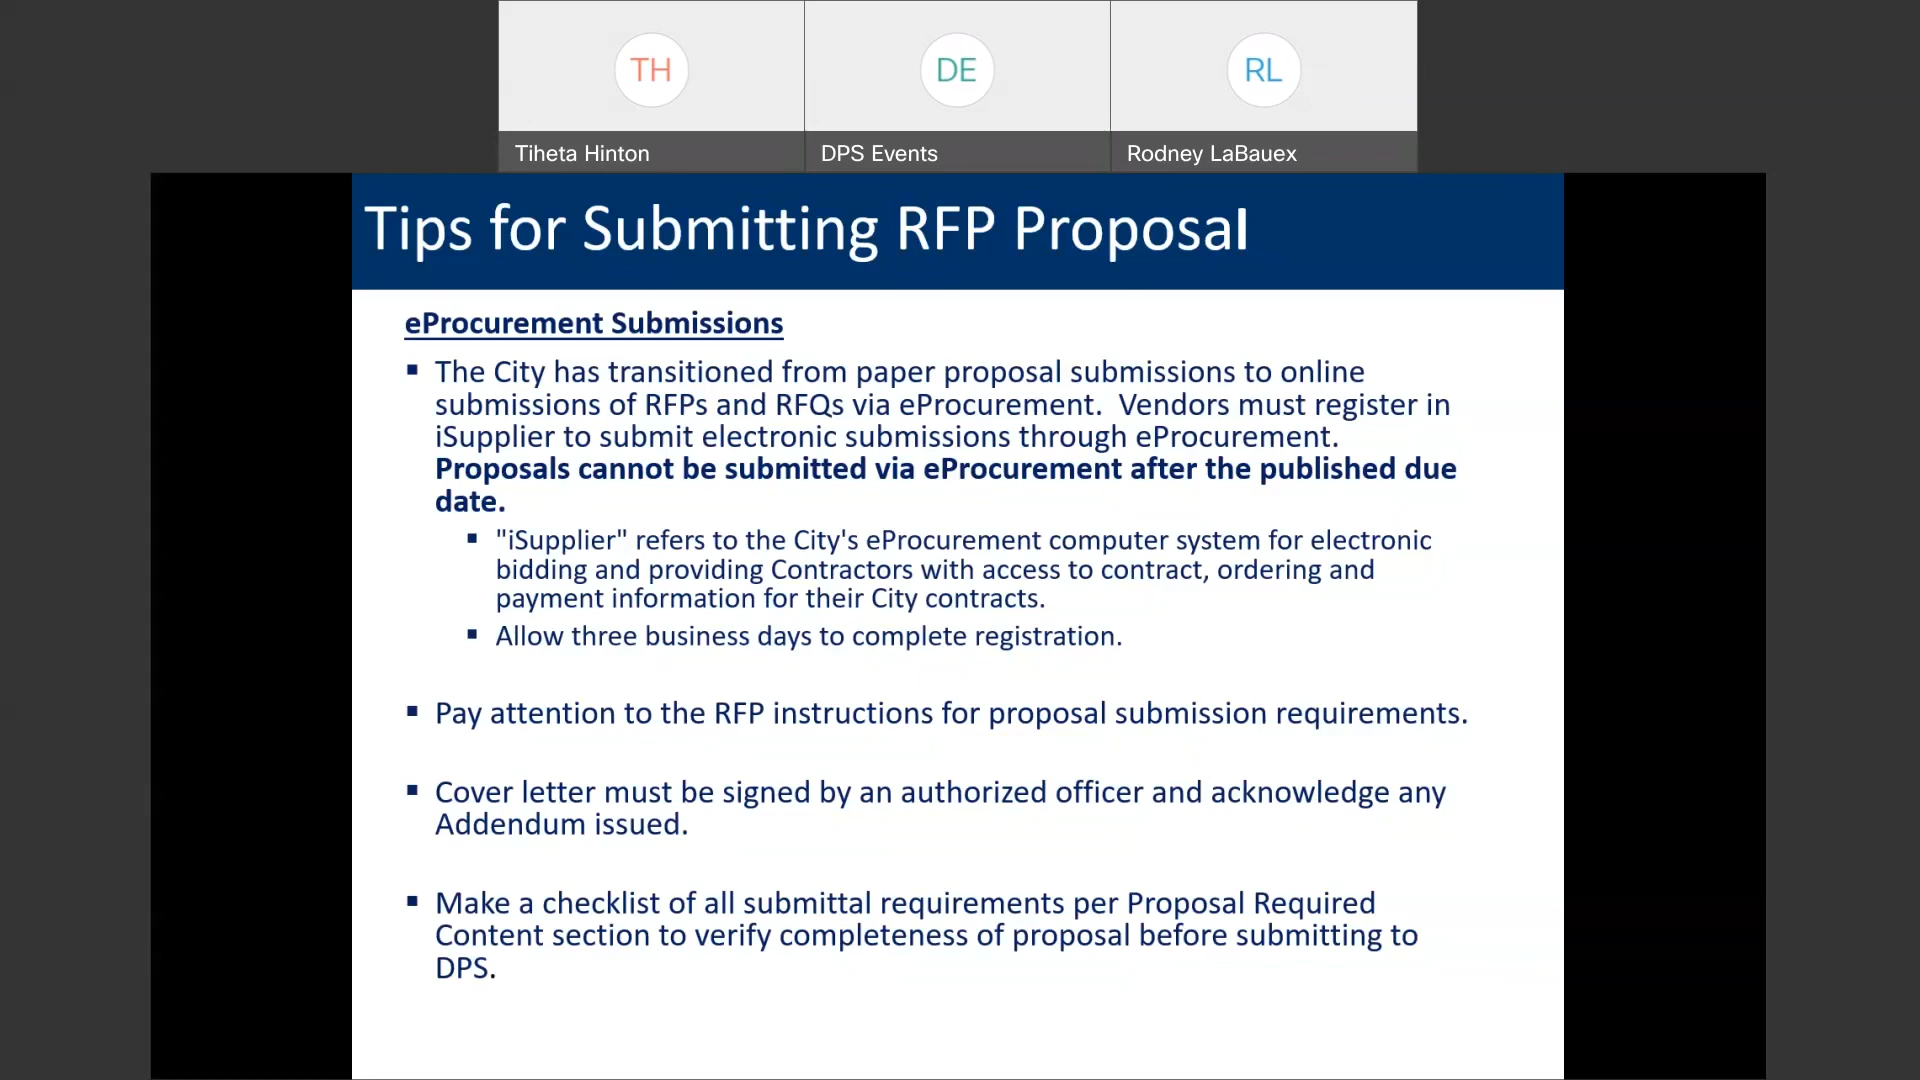 TH
DE
RL
Tiheta Hinton
DPS Events
Rodney LaBauex
Tips for Submitting RFP Proposal
eProcurement Submissions
▪ The City has transitioned from paper proposal submissions to online
submissions of RFPs and RFQs via eProcurement.  Vendors must register in
iSupplier to submit electronic submissions through eProcurement.
Proposals cannot be submitted via eProcurement after the published due
date.
▪ "iSupplier" refers to the City's eProcurement computer system for electronic
bidding and providing Contractors with access to contract, ordering and
payment information for their City contracts.
▪ Allow three business days to complete registration.
▪ Pay attention to the RFP instructions for proposal submission requirements.
▪ Cover letter must be signed by an authorized officer and acknowledge any
Addendum issued.
▪ Make a checklist of all submittal requirements per Proposal Required
Content section to verify completeness of proposal before submitting to
DPS.